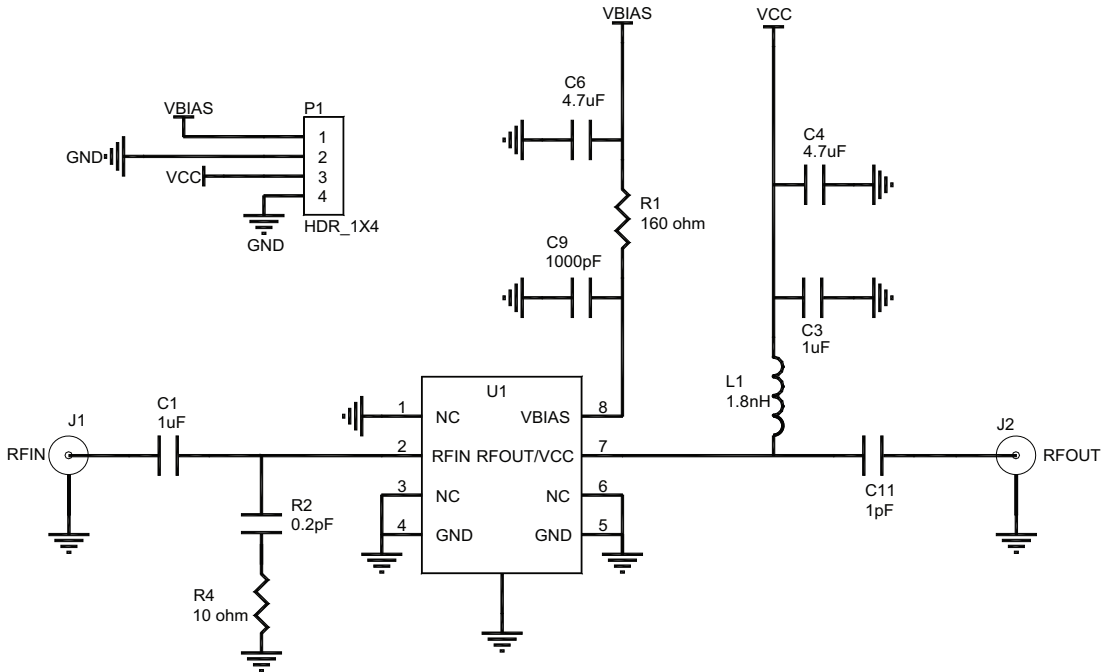 VBIAS
VCC
C6
4.7uF
VBIAS
P1
1
GND
2
VCC
3
4
GND
HDR_1X4
C4
4.7uF
R1
160 ohm
C9
1000pF
C3
1uF
L1
1.8nH
U1
C1
1uF
J1
RFIN
1
NC
VBIAS
8
2
RFIN
RFOUT/VCC
7
3
NC
NC
6
4
GND
GND
5
J2
RFOUT
C11
1pF
R2
0.2pF
R4
10 ohm